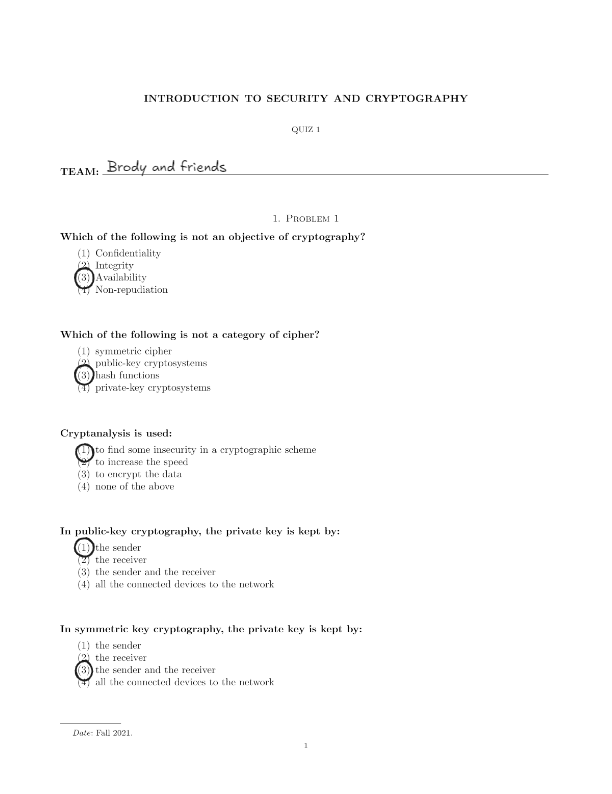 INTRODUCTION TO SECURITY AND CRYPTOGRAPHY
QUIZ 1
TEAM: Brody and friends
1. Problem 1
Which of the following is not an objective of cryptography?
(1) Confidentiality
(2) Integrity
(3) Availability
(4) Non-repudiation
Which of the following is not a category of cipher?
(1) symmetric cipher
(2) public-key cryptosystems
(3) hash functions
(4) private-key cryptosystems
Cryptanalysis is used:
(1) to find some insecurity in a cryptographic scheme
(2) to increase the speed
(3) to encrypt the data
(4) none of the above
In public-key cryptography, the private key is kept by:
(1) the sender
(2) the receiver
(3) the sender and the receiver
(4) all the connected devices to the network
In symmetric key cryptography, the private key is kept by:
(1) the sender
(2) the receiver
(3) the sender and the receiver
(4) all the connected devices to the network
Date: Fall 2021.
1